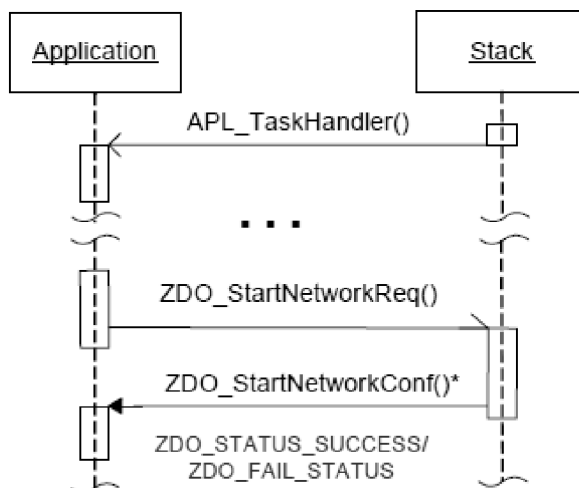 Application
Stack
APL_TaskHandler()
...
ZDO_StartNetworkReq()
ZDO_StartNetworkConf()*
ZDO_STATUS_SUCCESS/
ZDO_FAIL_STATUS